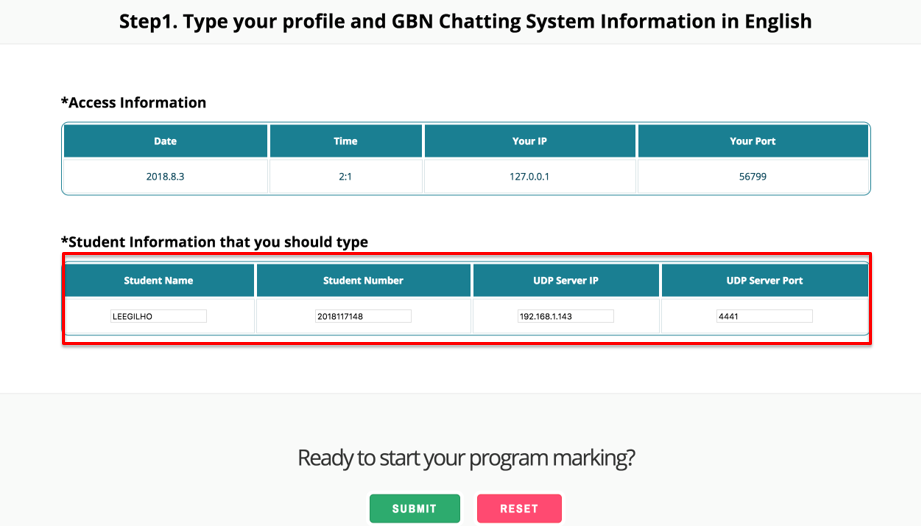 Step1. Type your profile and GBN Chatting System Information in English
*Access Information
Date Time Your IP Your Port
2018.8.3 2:1 127.0.0.1 56799
*Student Information that you should type
Student Name Student Number UDP Server IP UDP Server Port
LEEGILHO 2018117148 192.168.1.143 4441
Ready to start your program marking?
SUBMIT RESET